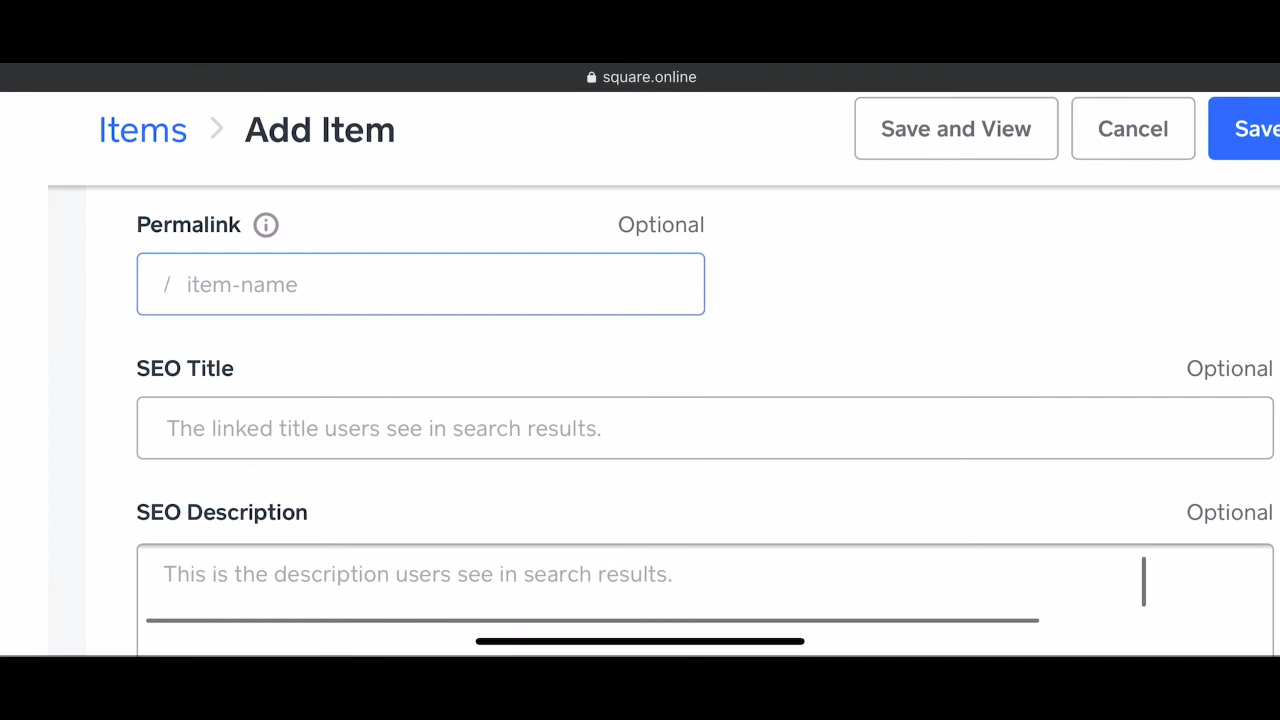 square.online
Items > Add Item
Save and View
Cancel
Save
Permalink
Optional
/ item-name
SEO Title
Optional
The linked title users see in search results.
SEO Description
Optional
This is the description users see in search results.